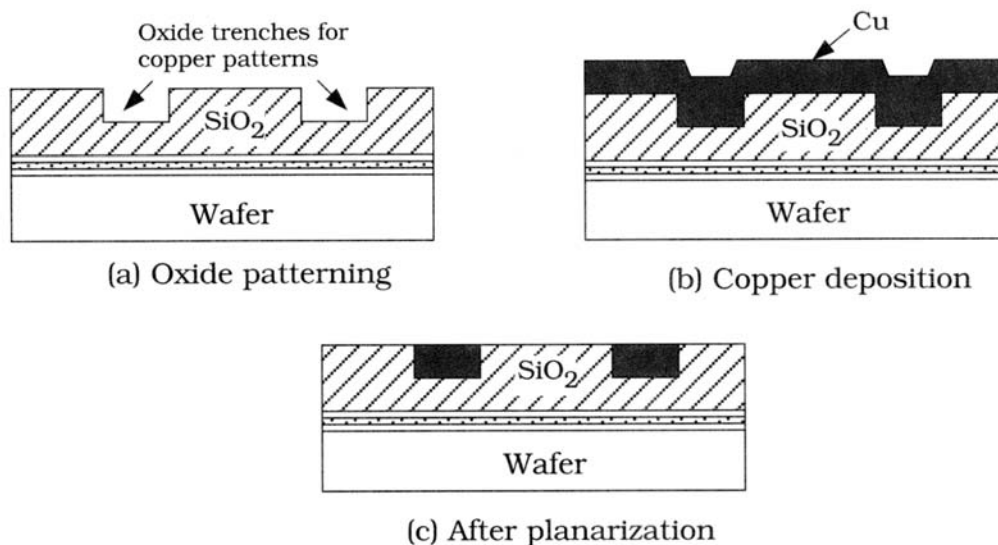 Oxide trenches for
copper patterns
SiO2
Wafer
(a) Oxide patterning
Cu
SiO2
Wafer
(b) Copper deposition
SiO2
Wafer
(c) After planarization